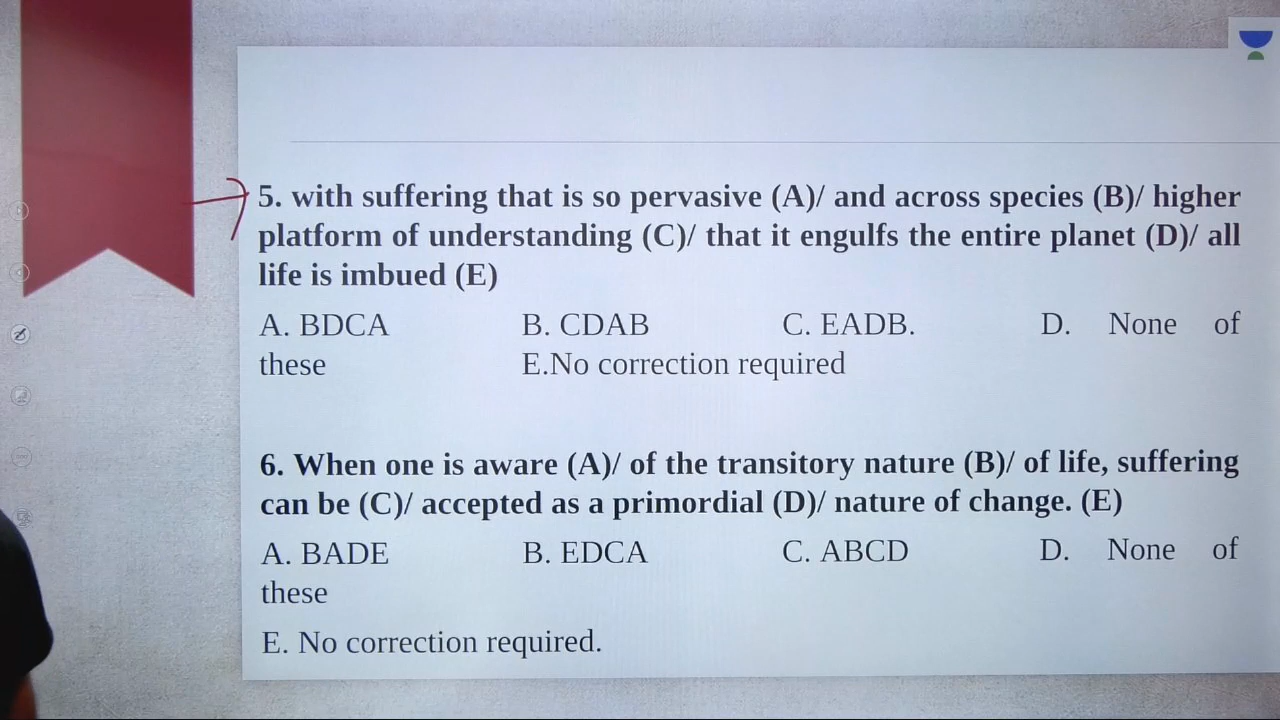 5. with suffering that is so pervasive (A)/ and across species (B)/ higher
platform of understanding (C)/ that it engulfs the entire planet (D)/ all
life is imbued (E)
A. BDCA B. CDAB C. EADB. D. None of
these E.No correction required
6. When one is aware (A)/ of the transitory nature (B)/ of life, suffering
can be (C)/ accepted as a primordial (D)/ nature of change. (E)
A. BADE B. EDCA C. ABCD D. None of
these
E. No correction required.